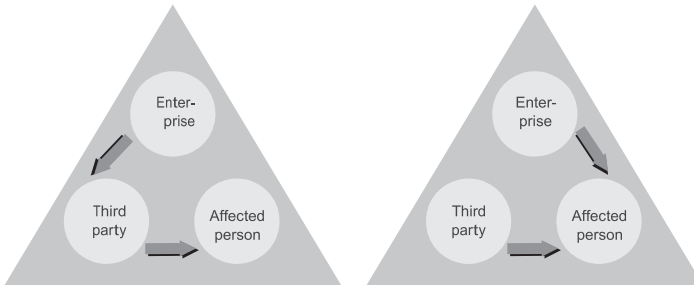 Enter-
prise
Third
party
Affected
person
Enter-
prise
Third
party
Affected
person